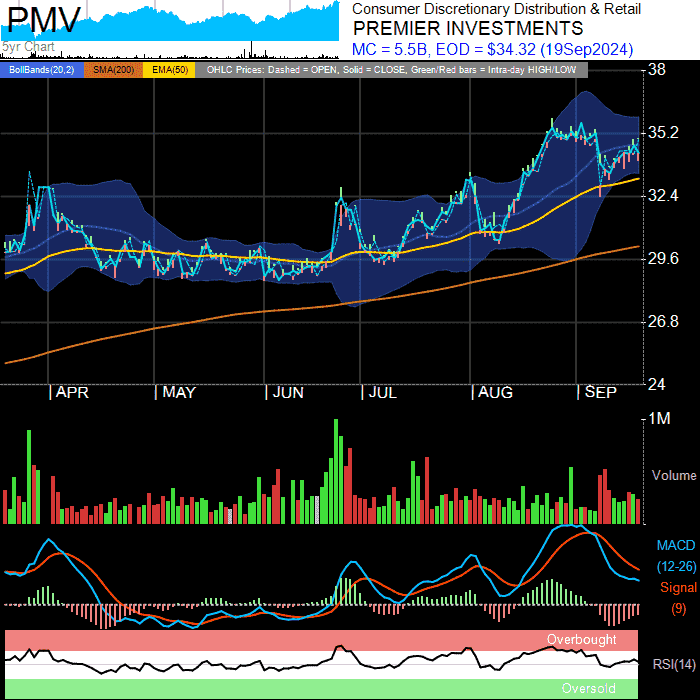 PMV
5yr Chart
Consumer Discretionary Distribution & Retail
PREMIER INVESTMENTS
MC = 5.5B, EOD = $34.32 (19Sep2024)
BollBands(20,2) SMA(200) EMA(50) OHLC Prices: Dashed = OPEN, Solid = CLOSE, Green/Red bars = Intra-day HIGH/LOW
38
35.2
32.4
29.6
26.8
24
APR MAY JUN JUL AUG SEP
1M
Volume
MACD
(12-26)
Signal
(9)
Overbought
RSI(14)
Oversold